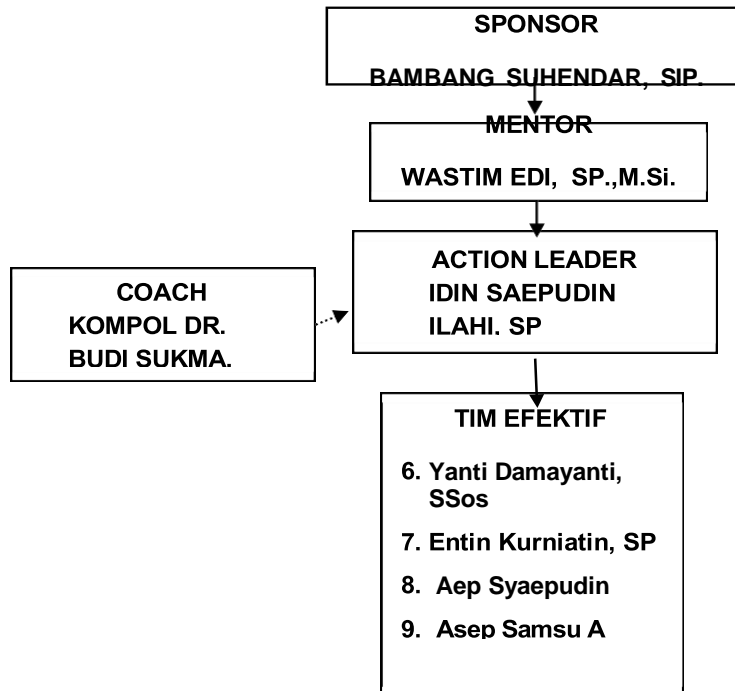 SPONSOR
BAMBANG SUHENDAR, SIP.
MENTOR
WASTIM EDI, SP.,M.Si.
ACTION LEADER
IDIN SAEPUDIN
ILAHI. SP
COACH
KOMPOL DR.
BUDI SUKMA.
TIM EFEKTIF
6. Yanti Damayanti,
SSos
7. Entin Kurniatin, SP
8. Aep Syaepudin
9. Asep Samsu A